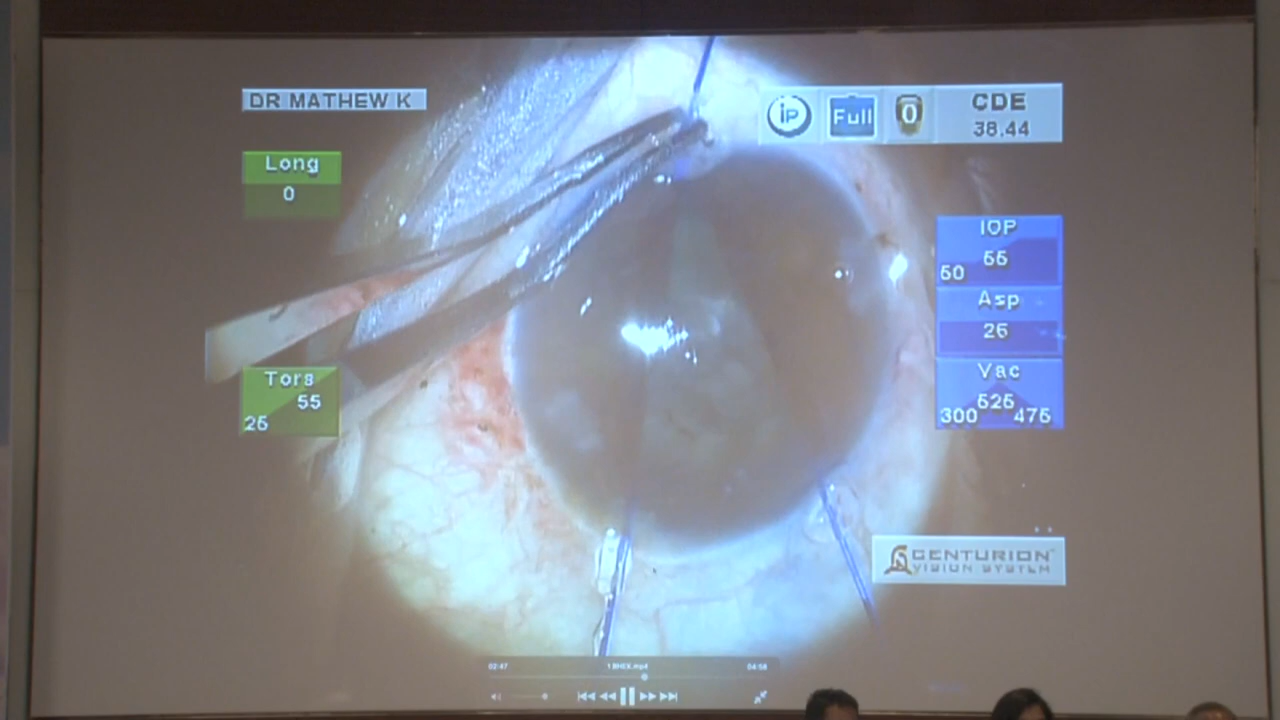 DR MATHEW K
iP Full 0 CDE
38.44
Long
0
IOP
55
50
Asp
26
Tors
55
25
Vac
525
300 475
CENTURION
VISION SYSTEM
02:47 04:58